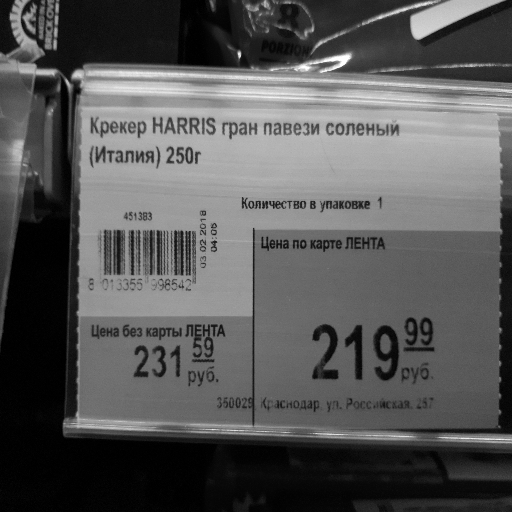 PORZION
Крекер HARRIS гран павези соленый
(Италия) 250г
Количество в упаковке 1
451383
03.02.2018
04:05
8 013355 998542
Цена по карте ЛЕНТА
219 99
руб.
Цена без карты ЛЕНТА
231 59
руб.
350029 Краснодар, ул. Российская, 257